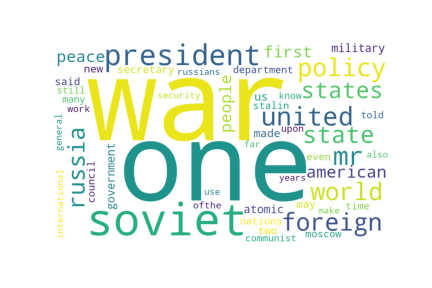 military
peace president first
new secretary russians department policy
said
still war people us states
many stalin know
work made upon told
general united state
security far even also
russia one mr
council government american
years
international use world
ofthe may
soviet atomic foreign
nations make time
two
communist moscow